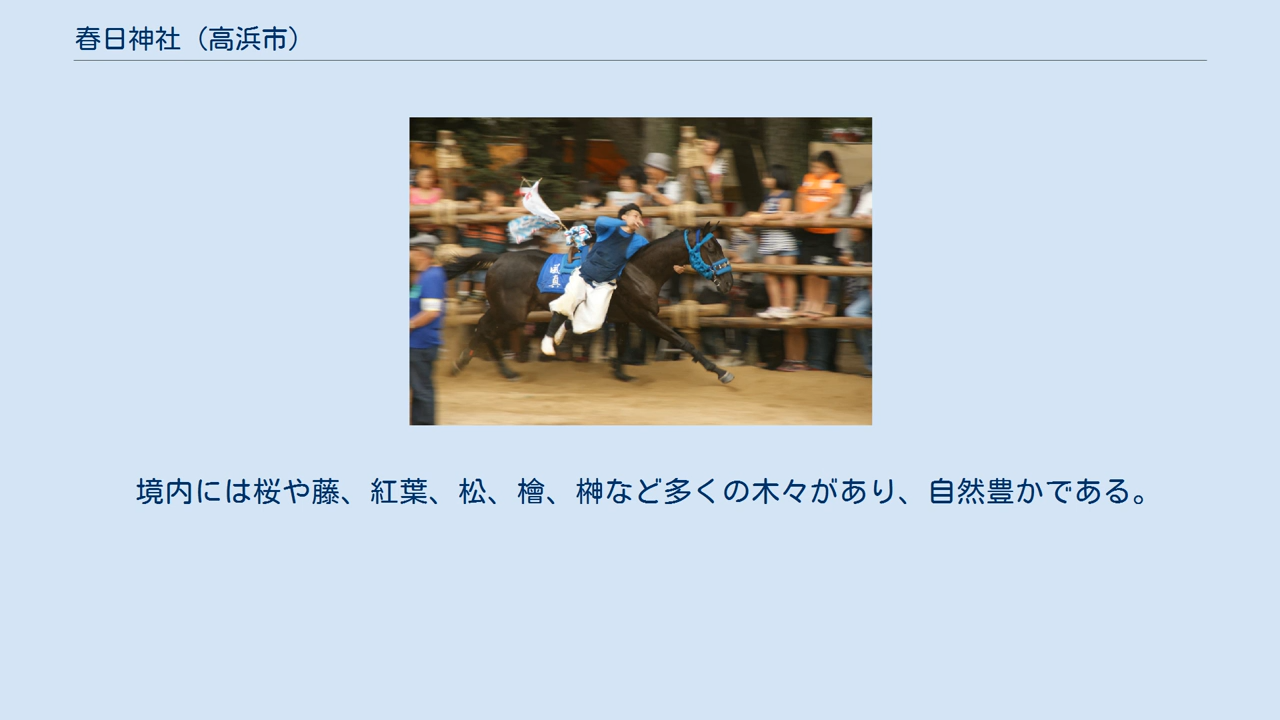 春日神社（高浜市）
境内には桜や藤、紅葉、松、檜、榊など多くの木々があり、自然豊かである。